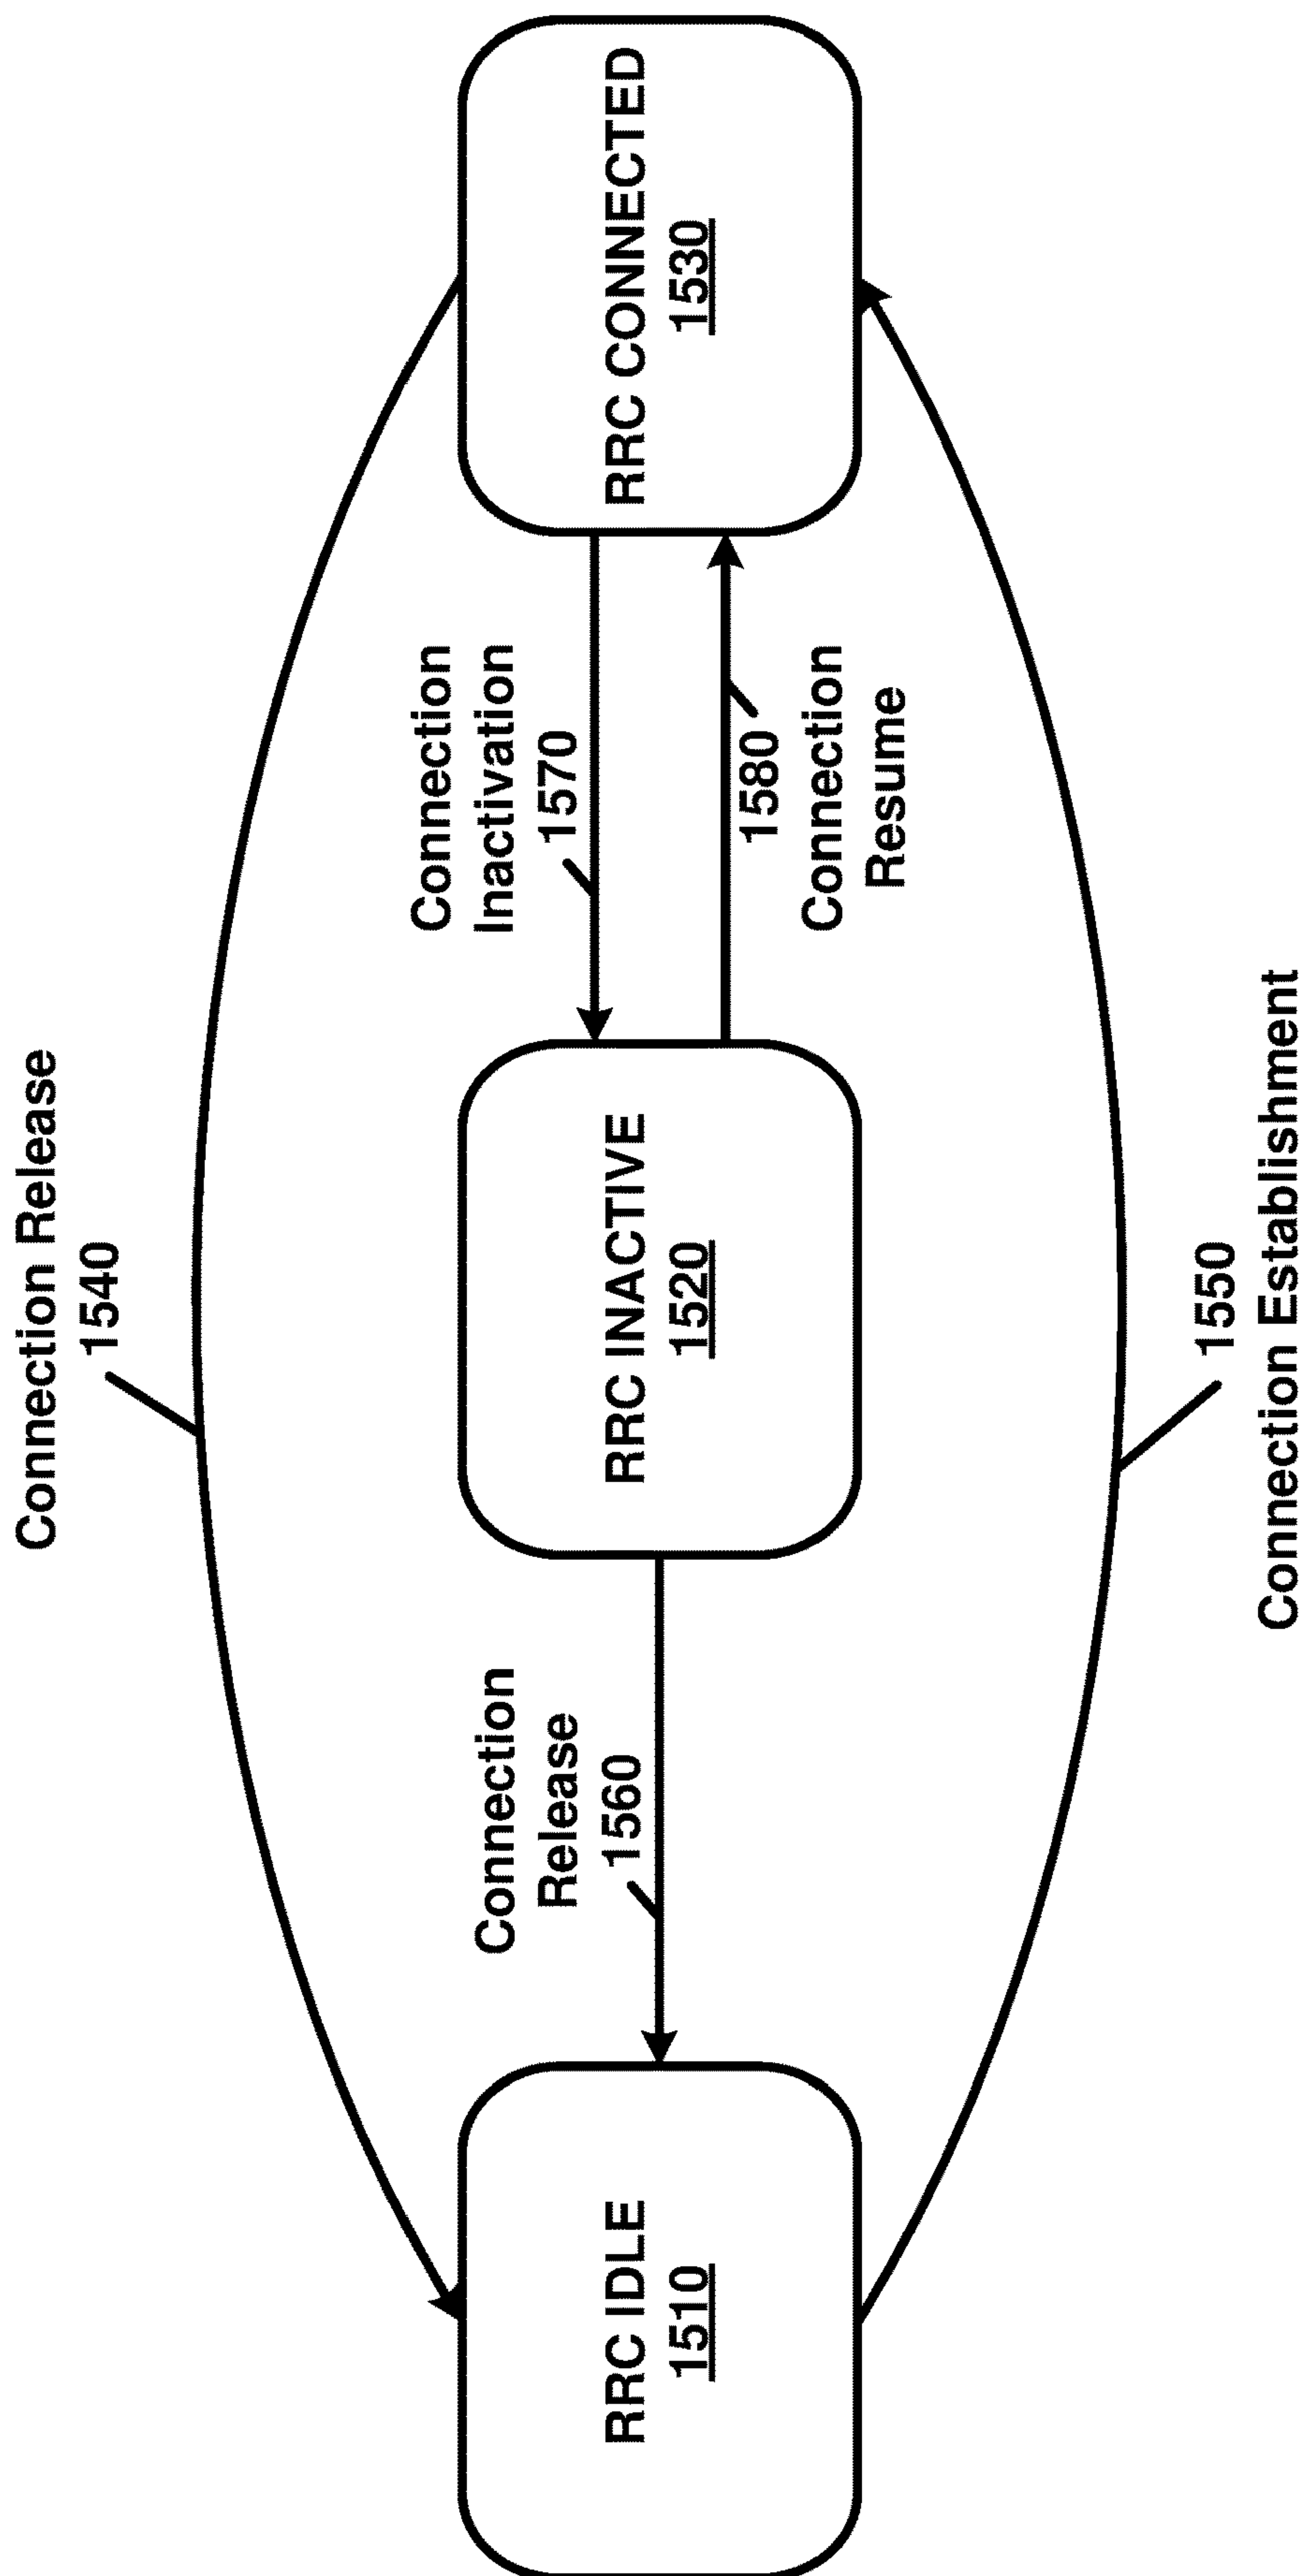 Connection Release
1540
RRC IDLE
1510
Connection
Release
1560
RRC INACTIVE
1520
Connection
Inactivation
1570
1580
Connection
Resume
RRC CONNECTED
1530
1550
Connection Establishment